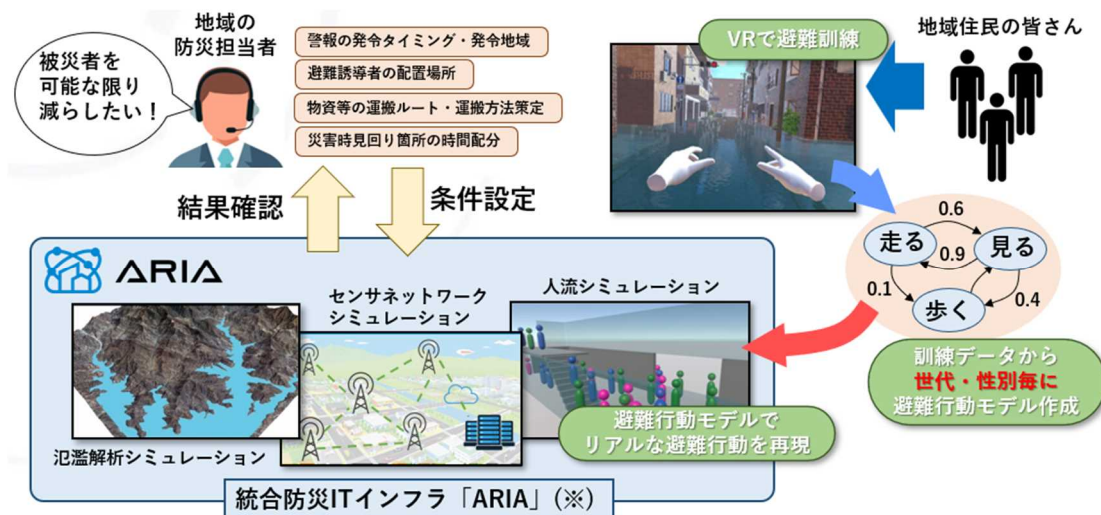 地域の
防災担当者
被災者を
可能な限り
減らしたい！
警報の発令タイミング・発令地域
避難誘導者の配置場所
物資等の運搬ルート・運搬方法策定
災害時見回り箇所の時間配分
結果確認
条件設定
VRで避難訓練
地域住民の皆さん
走る
見る
歩く
0.6
0.9
0.1
0.4
訓練データから
世代・性別毎に
避難行動モデル作成
ARIA
センサネットワーク
シミュレーション
人流シミュレーション
氾濫解析シミュレーション
避難行動モデルで
リアルな避難行動を再現
統合防災ITインフラ「ARIA」(※)